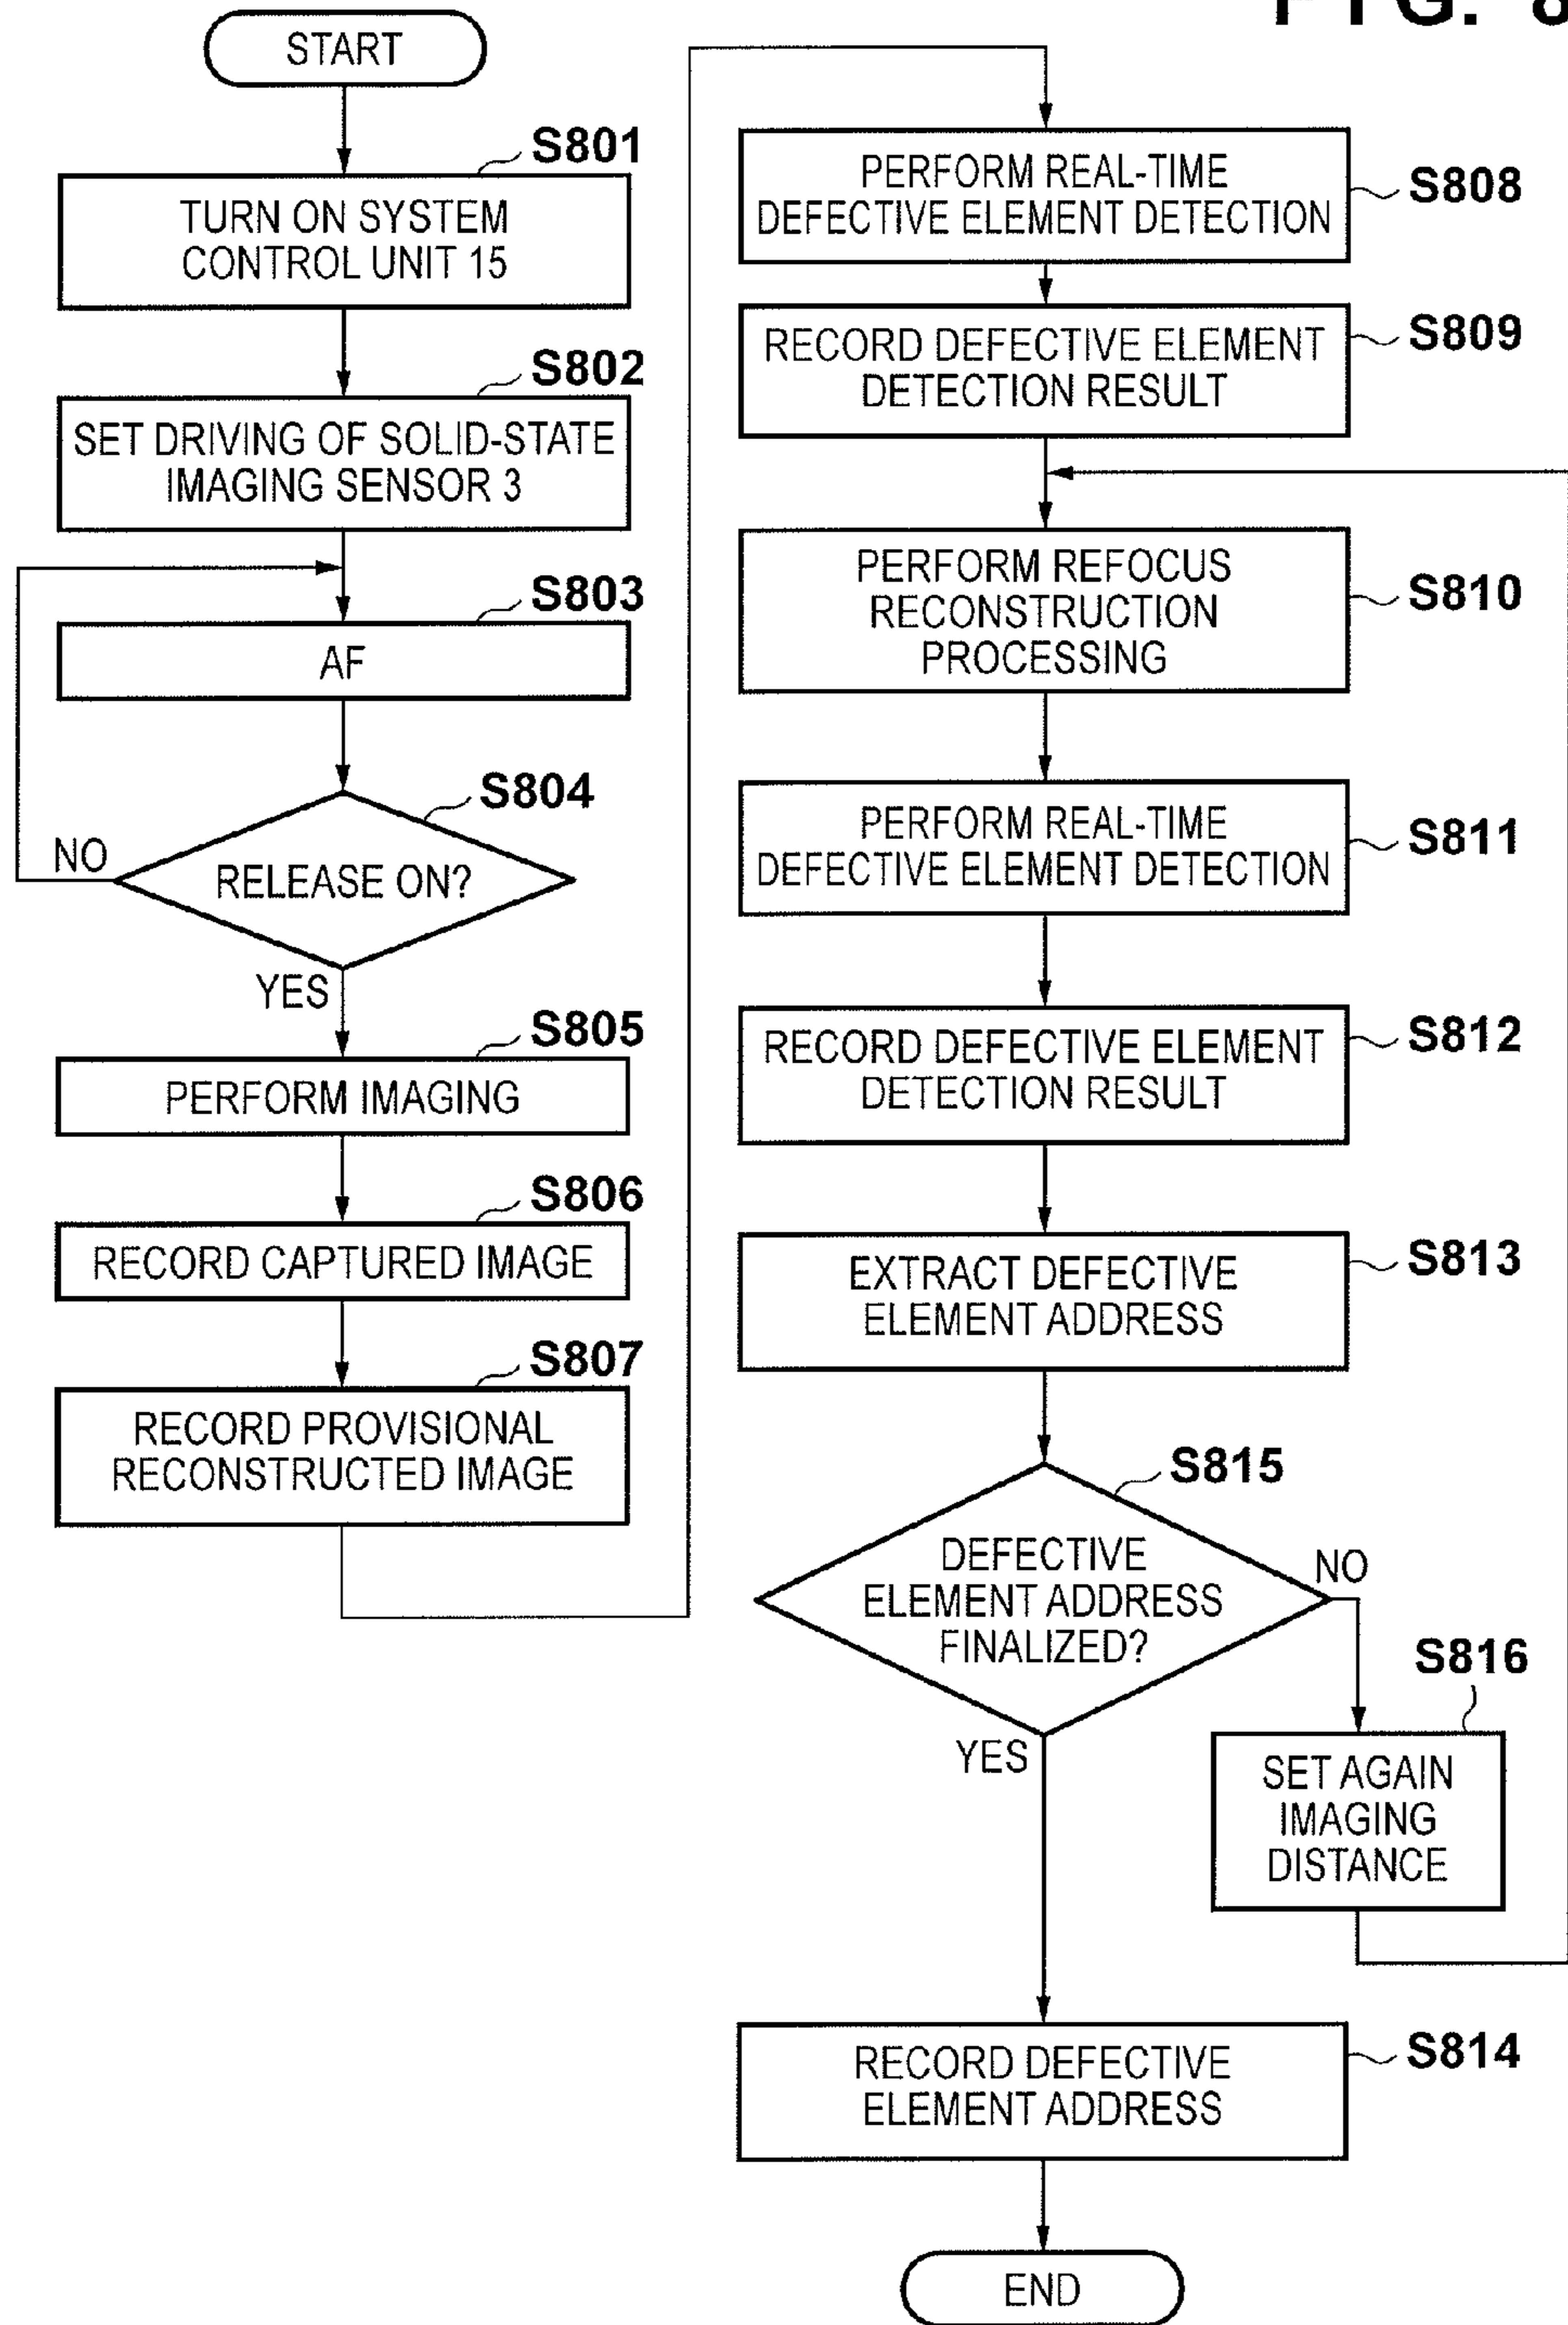 FIG. 8
START
S801
TURN ON SYSTEM
CONTROL UNIT 15
S802
SET DRIVING OF SOLID-STATE
IMAGING SENSOR 3
S803
AF
S804
RELEASE ON?
NO
YES
S805
PERFORM IMAGING
S806
RECORD CAPTURED IMAGE
S807
RECORD PROVISIONAL
RECONSTRUCTED IMAGE
S808
PERFORM REAL-TIME
DEFECTIVE ELEMENT DETECTION
S809
RECORD DEFECTIVE ELEMENT
DETECTION RESULT
S810
PERFORM REFOCUS
RECONSTRUCTION
PROCESSING
S811
PERFORM REAL-TIME
DEFECTIVE ELEMENT DETECTION
S812
RECORD DEFECTIVE ELEMENT
DETECTION RESULT
S813
EXTRACT DEFECTIVE
ELEMENT ADDRESS
S815
DEFECTIVE
ELEMENT ADDRESS
FINALIZED?
NO
YES
S816
SET AGAIN
IMAGING
DISTANCE
S814
RECORD DEFECTIVE
ELEMENT ADDRESS
END